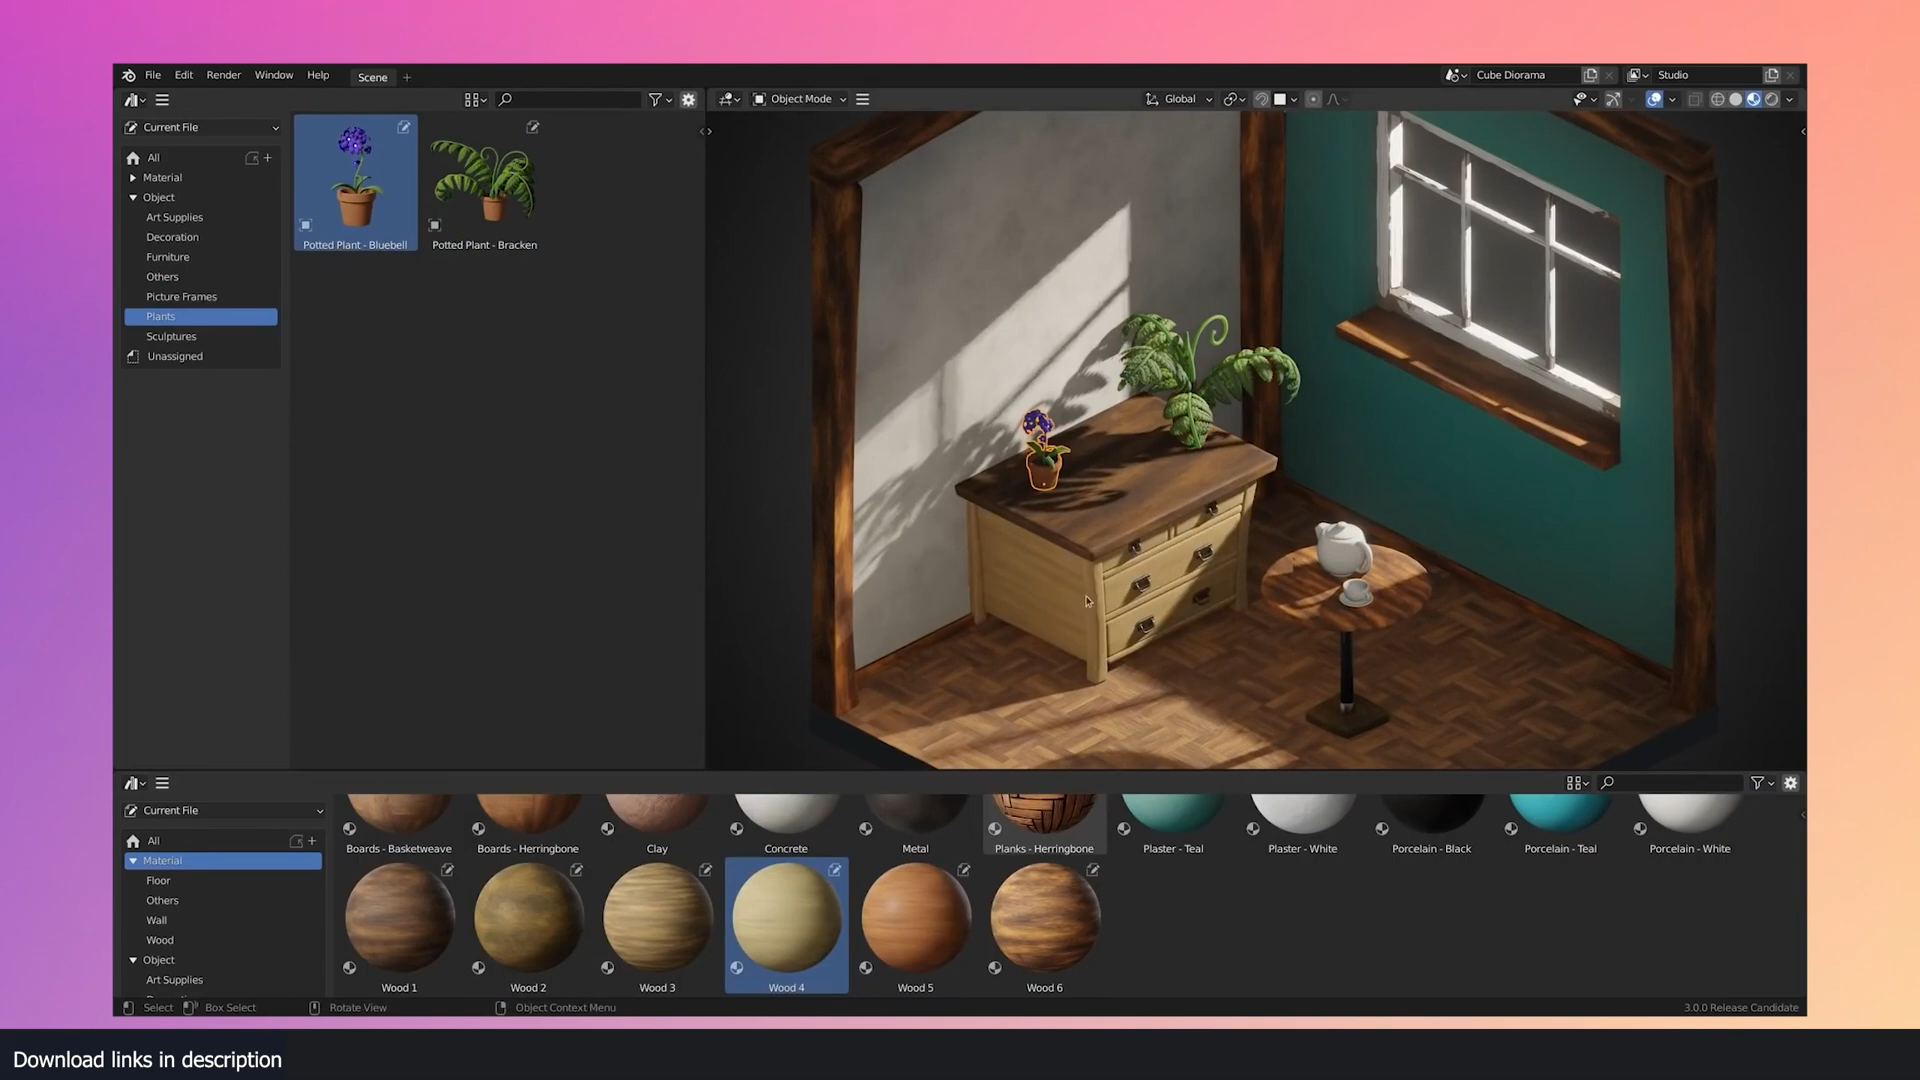 File Edit Render Window Help Scene + Cube Diorama Studio
Object Mode Global
Current File
All
Material
Object
Art Supplies
Decoration
Furniture
Others
Picture Frames
Plants
Sculptures
Unassigned
Potted Plant - Bluebell Potted Plant - Bracken
Current File
All
Material
Floor
Others
Wall
Wood
Object
Art Supplies
Boards - Basketweave Boards - Herringbone Clay Concrete Metal Planks - Herringbone Plaster - Teal Plaster - White Porcelain - Black Porcelain - Teal Porcelain - White
Wood 1 Wood 2 Wood 3 Wood 4 Wood 5 Wood 6
Select Box Select Rotate View Object Context Menu 3.0.0 Release Candidate
Download links in description